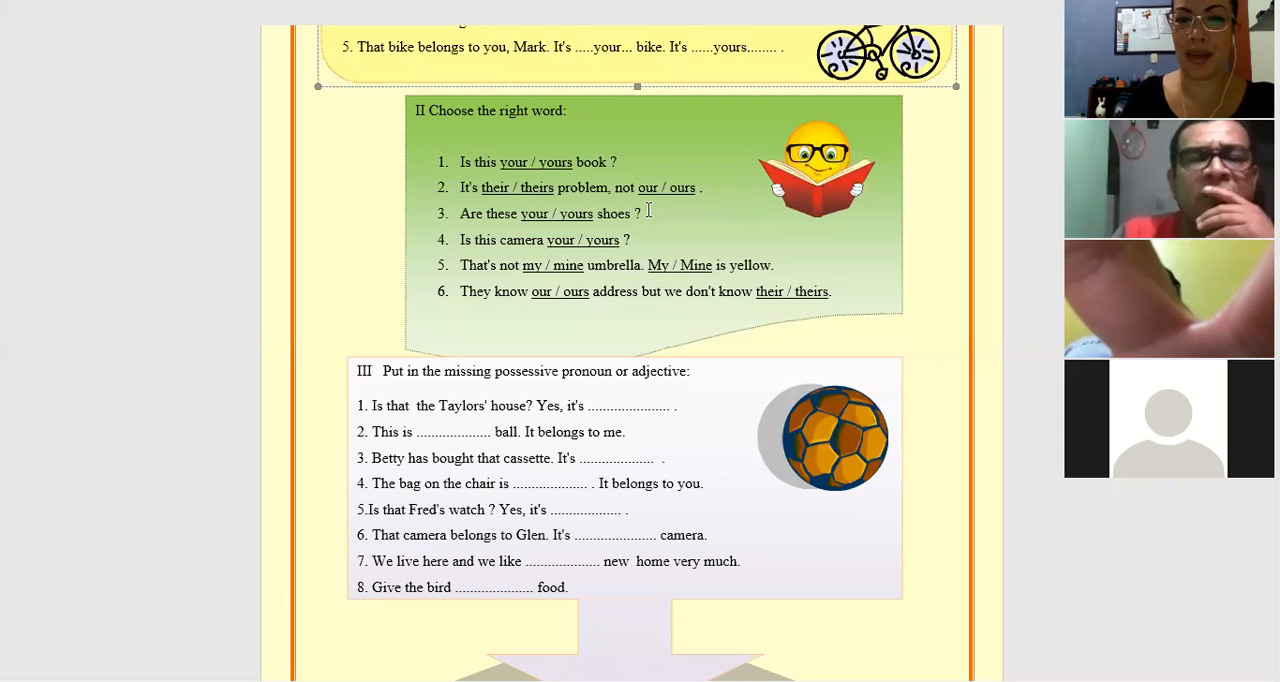 5. That bike belongs to you, Mark. It's .....your... bike. It's ......yours........ .
II Choose the right word:
1. Is this your / yours book ?
2. It's their / theirs problem, not our / ours .
3. Are these your / yours shoes ?
4. Is this camera your / yours ?
5. That's not my / mine umbrella. My / Mine is yellow.
6. They know our / ours address but we don't know their / theirs.
III Put in the missing possessive pronoun or adjective:
1. Is that the Taylors' house? Yes, it's ...................... .
2. This is .................... ball. It belongs to me.
3. Betty has bought that cassette. It's .................... .
4. The bag on the chair is .................... . It belongs to you.
5.Is that Fred's watch ? Yes, it's ................... .
6. That camera belongs to Glen. It's ...................... camera.
7. We live here and we like .................... new home very much.
8. Give the bird ..................... food.